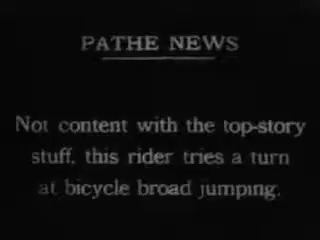 PATHE NEWS
Not content with the top-story
stuff, this rider tries a turn
at bicycle broad jumping.